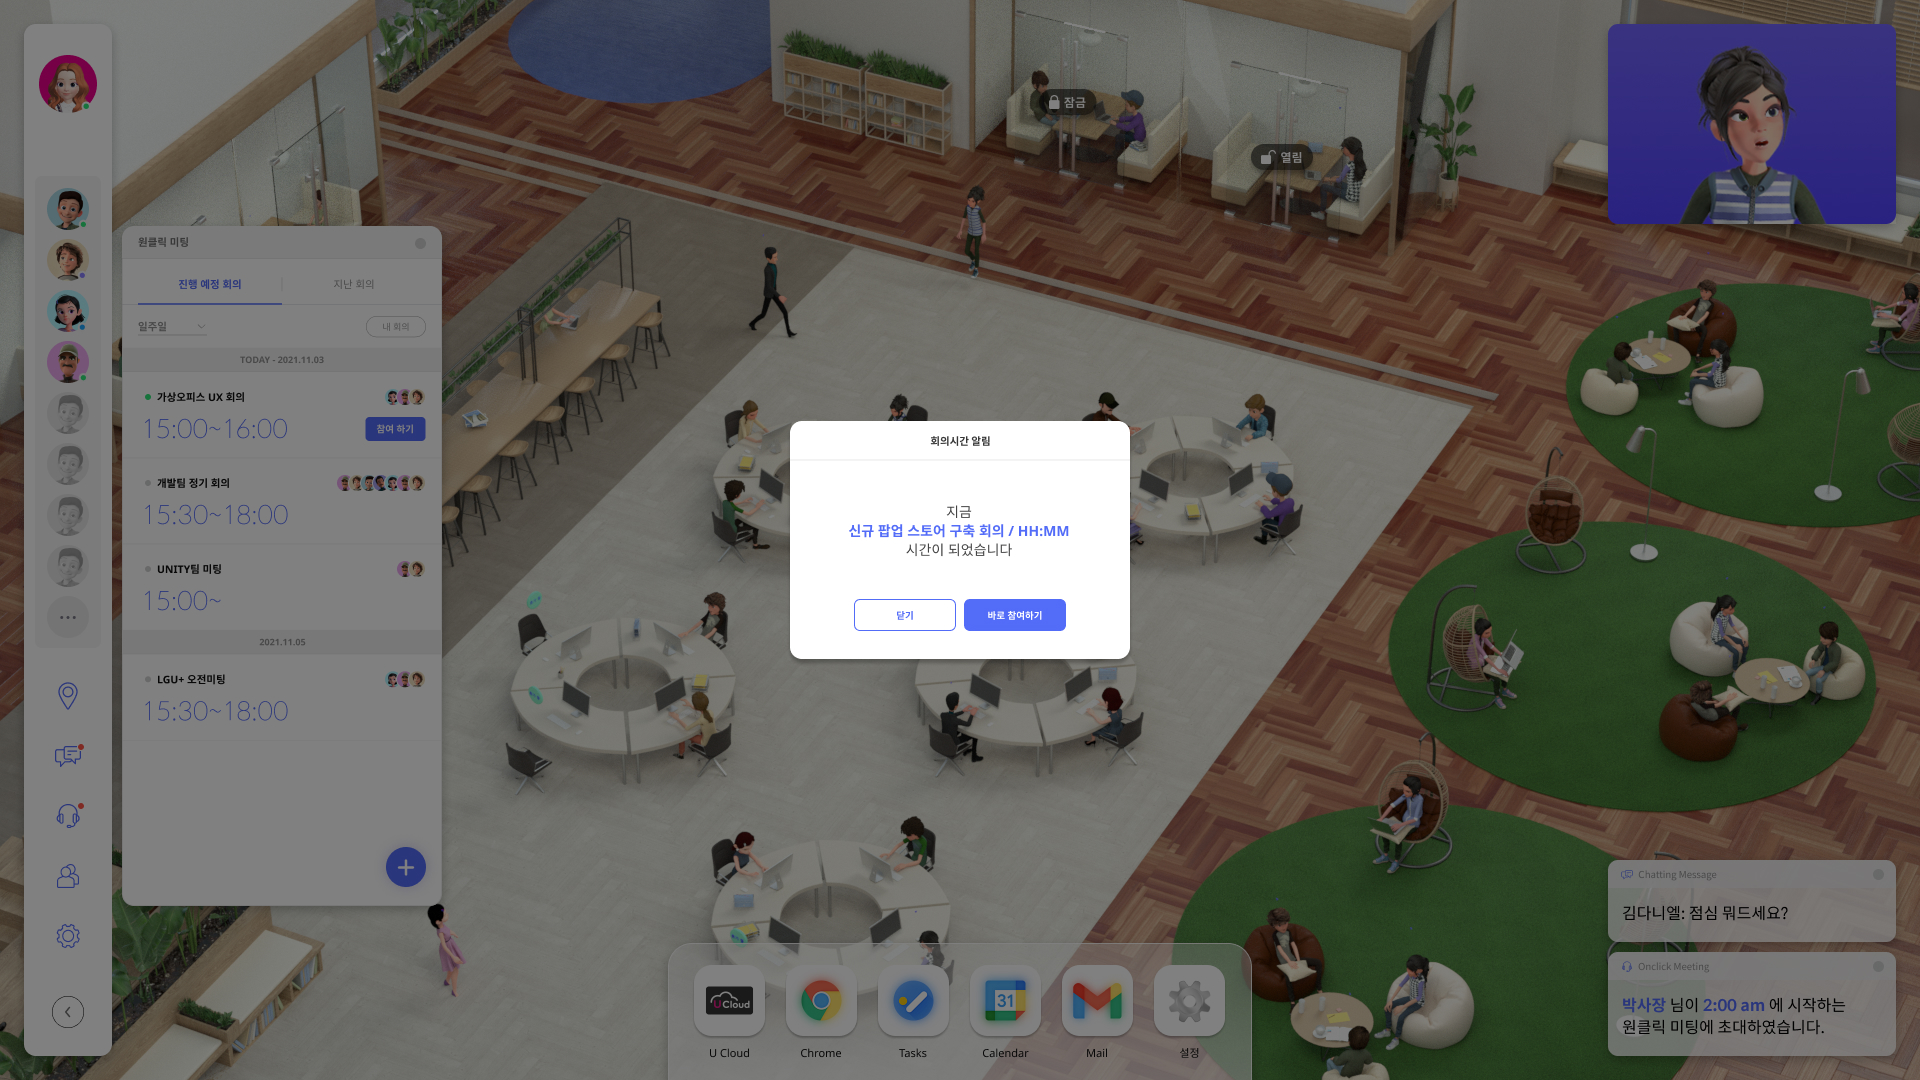 원클릭 미팅
진행 예정 회의
지난 회의
일주일
내 회의
TODAY - 2021.11.03
가상오피스 UX 회의
15:00~16:00
참여 하기
개발팀 정기 회의
15:30~18:00
UNITY팀 미팅
15:00~
2021.11.05
LGU+ 오전미팅
15:30~18:00
잠금
열림
회의시간 알림
지금
신규 팝업 스토어 구축 회의 / HH:MM
시간이 되었습니다
닫기
바로 참여하기
Chatting Message
김다니엘: 점심 뭐드세요?
Onclick Meeting
박사장 님이 2:00 am 에 시작하는
원클릭 미팅에 초대하였습니다.
UCloud
31
U Cloud
Chrome
Tasks
Calendar
Mail
설정